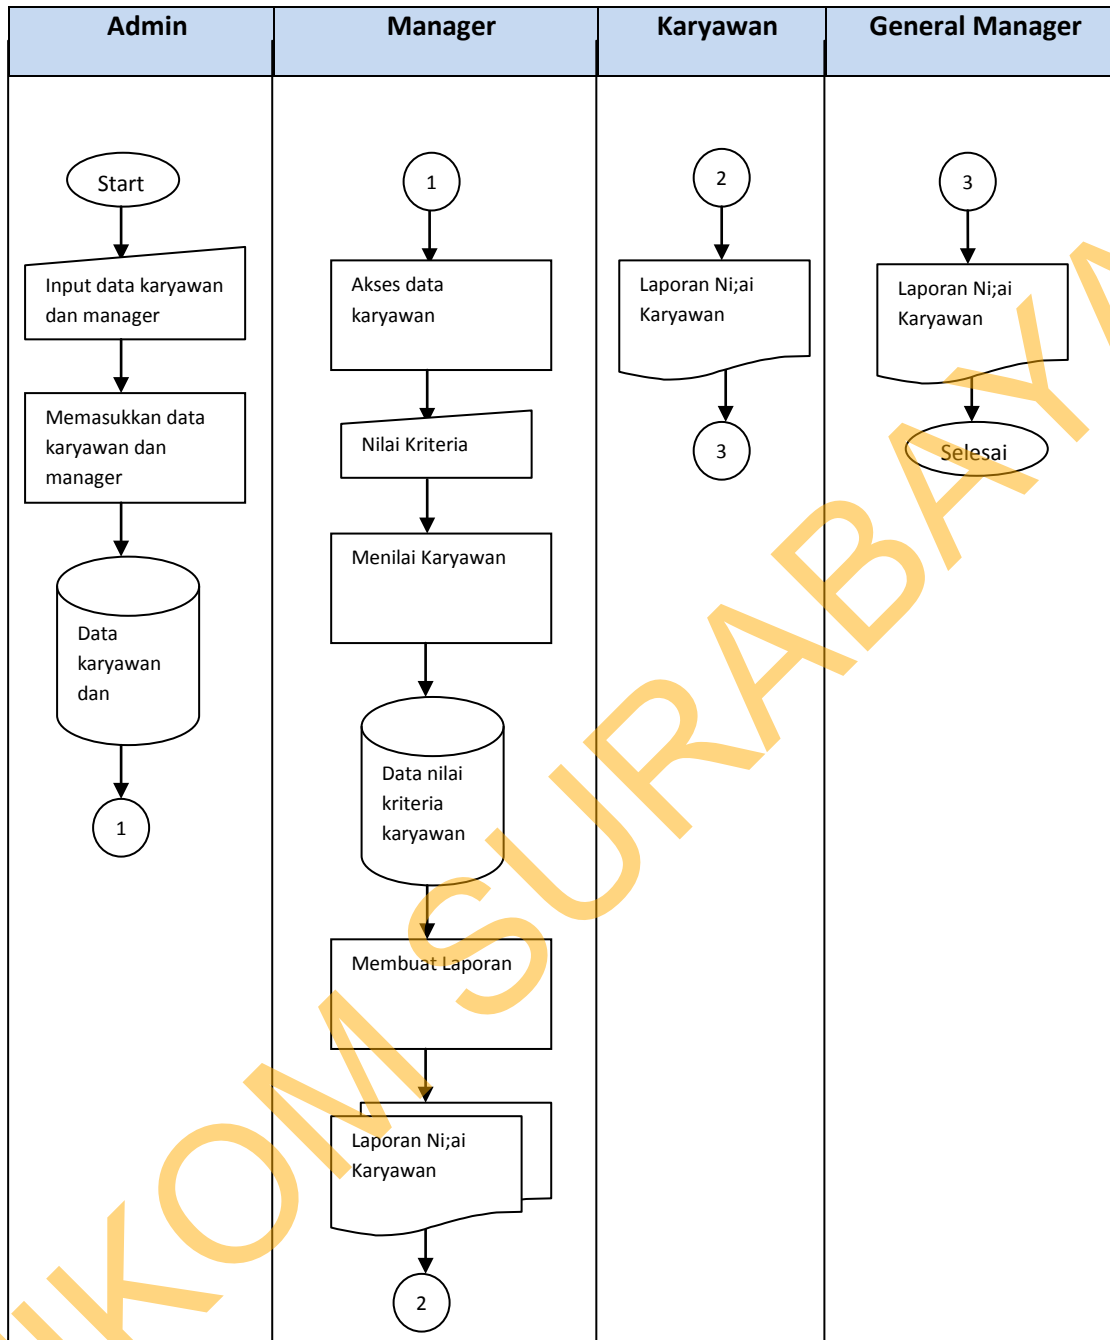 Admin
Manager
Karyawan
General Manager
Start
Input data karyawan
dan manager
Memasukkan data
karyawan dan
manager
Data
karyawan
dan
1
1
Akses data
karyawan
Nilai Kriteria
Menilai Karyawan
Data nilai
kriteria
karyawan
Membuat Laporan
Laporan Ni;ai
Karyawan
2
2
Laporan Ni;ai
Karyawan
3
3
Laporan Ni;ai
Karyawan
Selesai
IKOM SURABAYA